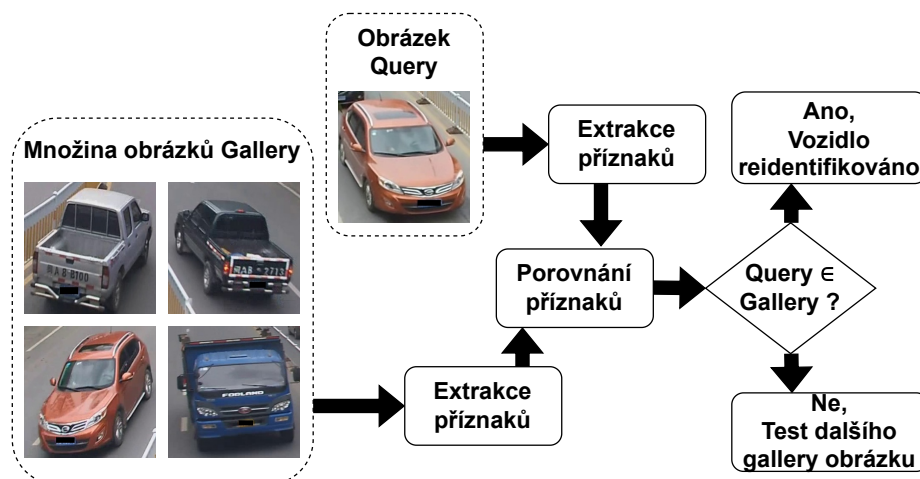 Obrázek
Query
Množina obrázků Gallery
Extrakce
příznaků
Ano,
Vozidlo
reidentifikováno
Porovnání
příznaků
Query ∈
Gallery ?
FORLAND
Extrakce
příznaků
Ne,
Test dalšího
gallery obrázku